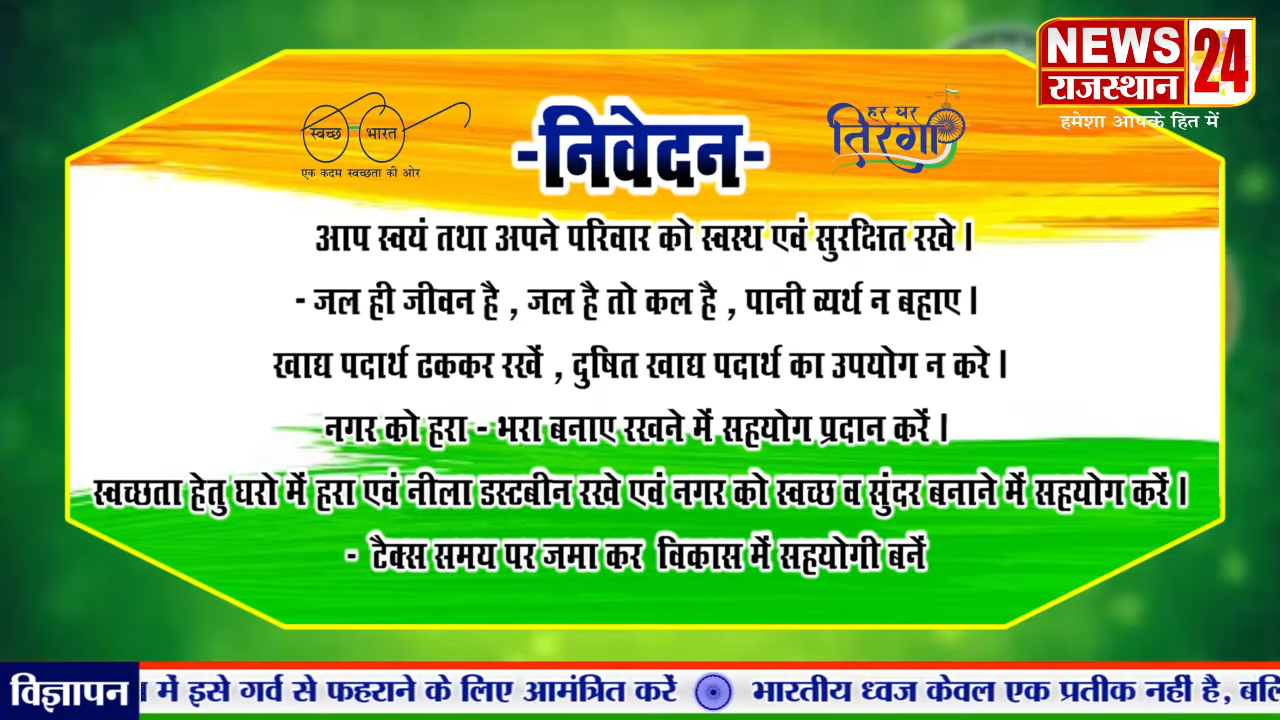 NEWS 24
राजस्थान
हमेशा आपके हित में
स्वच्छ भारत
एक कदम स्वच्छता की ओर
-निवेदन-
हर घर
तिरंगा
आप स्वयं तथा अपने परिवार को स्वस्थ एवं सुरक्षित रखे ।
- जल ही जीवन है , जल है तो कल है , पानी व्यर्थ न बहाए ।
खाद्य पदार्थ ढककर रखें , दुषित खाद्य पदार्थ का उपयोग न करे ।
नगर को हरा - भरा बनाए रखने में सहयोग प्रदान करें ।
स्वच्छता हेतु घरो में हरा एवं नीला डस्टबीन रखे एवं नगर को स्वच्छ व सुंदर बनाने में सहयोग करें ।
- टैक्स समय पर जमा कर विकास में सहयोगी बनें
विज्ञापन में इसे गर्व से फहराने के लिए आमंत्रित करें भारतीय ध्वज केवल एक प्रतीक नही है,